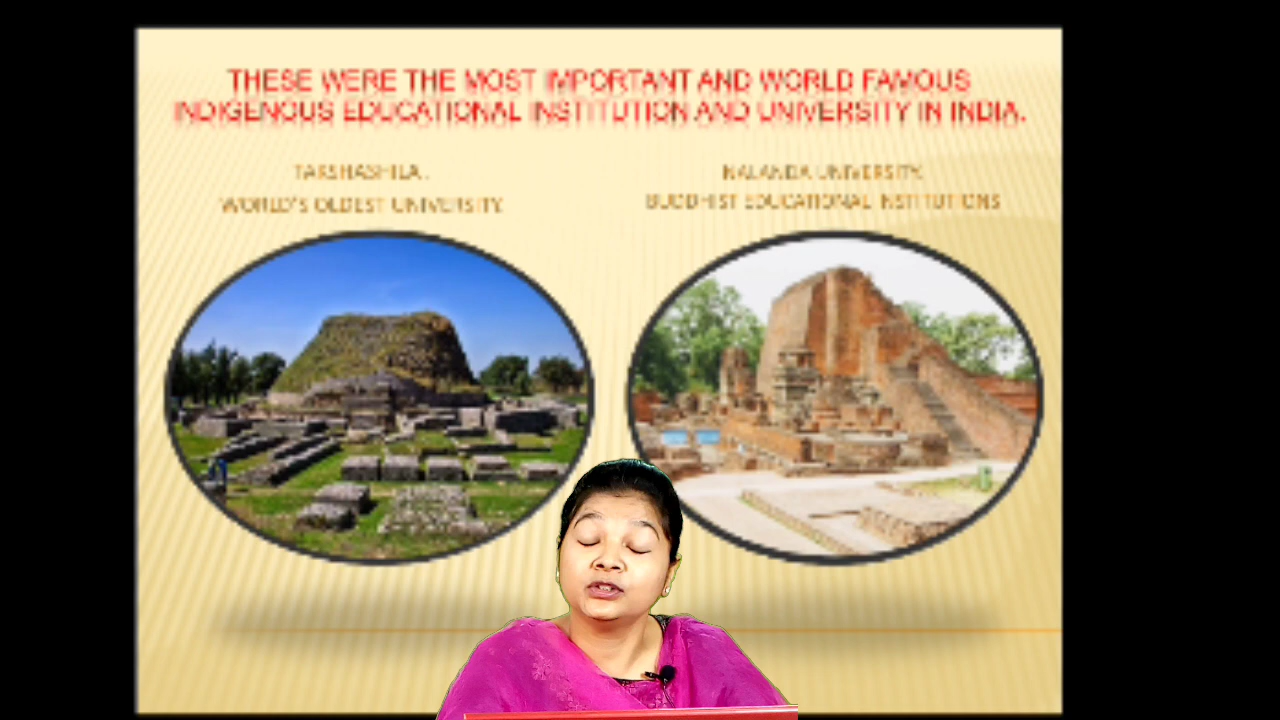 THESE WERE THE MOST IMPORTANT AND WORLD FAMOUS
INDIGENOUS EDUCATIONAL INSTITUTION AND UNIVERSITY IN INDIA.
TAKSHASHILA .
WORLD'S OLDEST UNIVERSITY.
NALANDA UNIVERSITY.
BUDDHIST EDUCATIONAL INSTITUTIONS